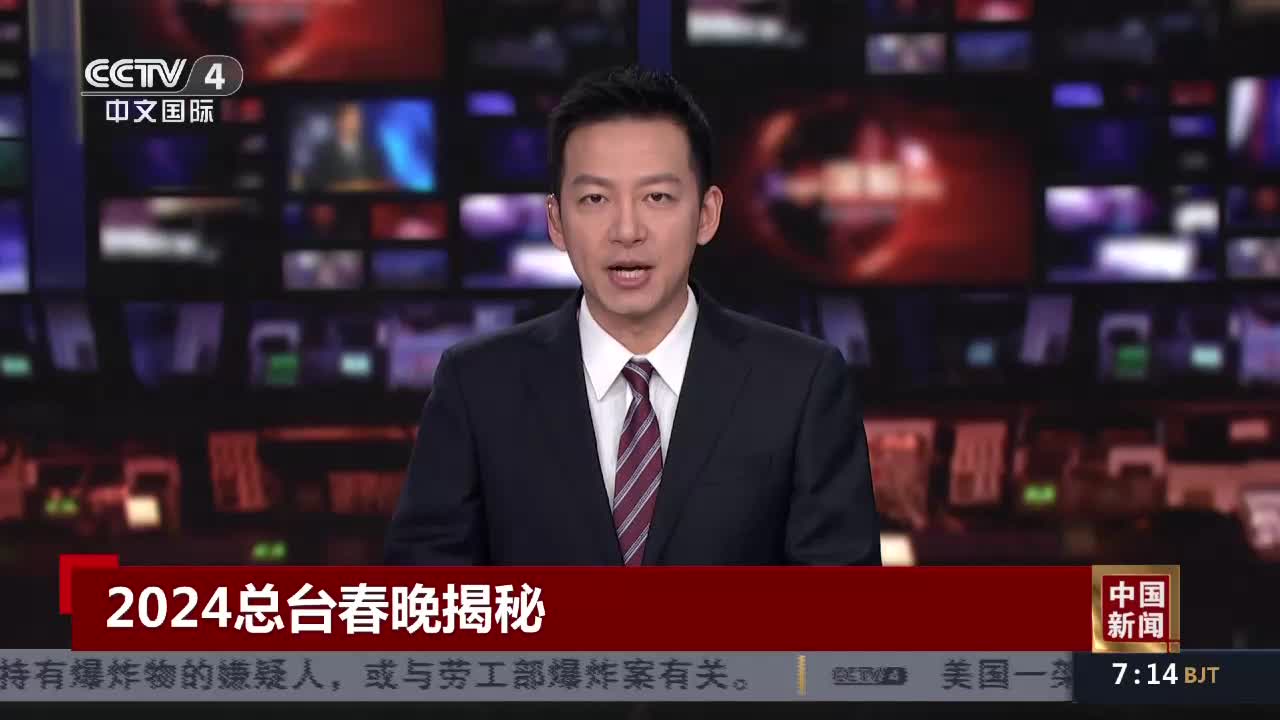 CCTV 4
中文国际
2024总台春晚揭秘
中国
新闻
持有爆炸物的嫌疑人，或与劳工部爆炸案有关。 CCTV4 美国一架
7:14 BJT